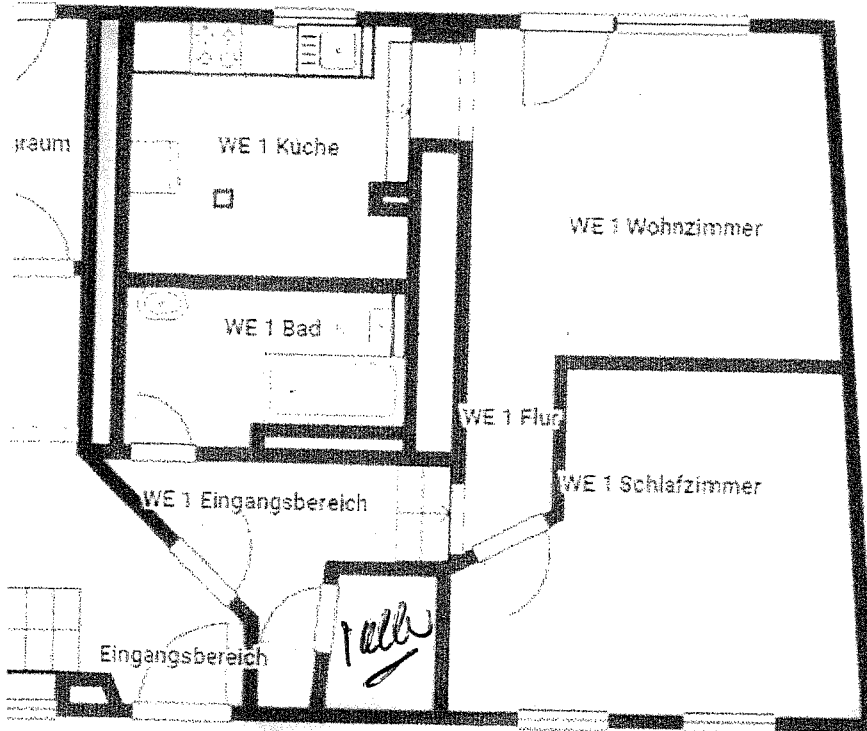 WE 1 Küche
WE 1 Wohnzimmer
WE 1 Bad
WE 1 Flur
WE 1 Schlafzimmer
WE 1 Eingangsbereich
Eingangsbereich